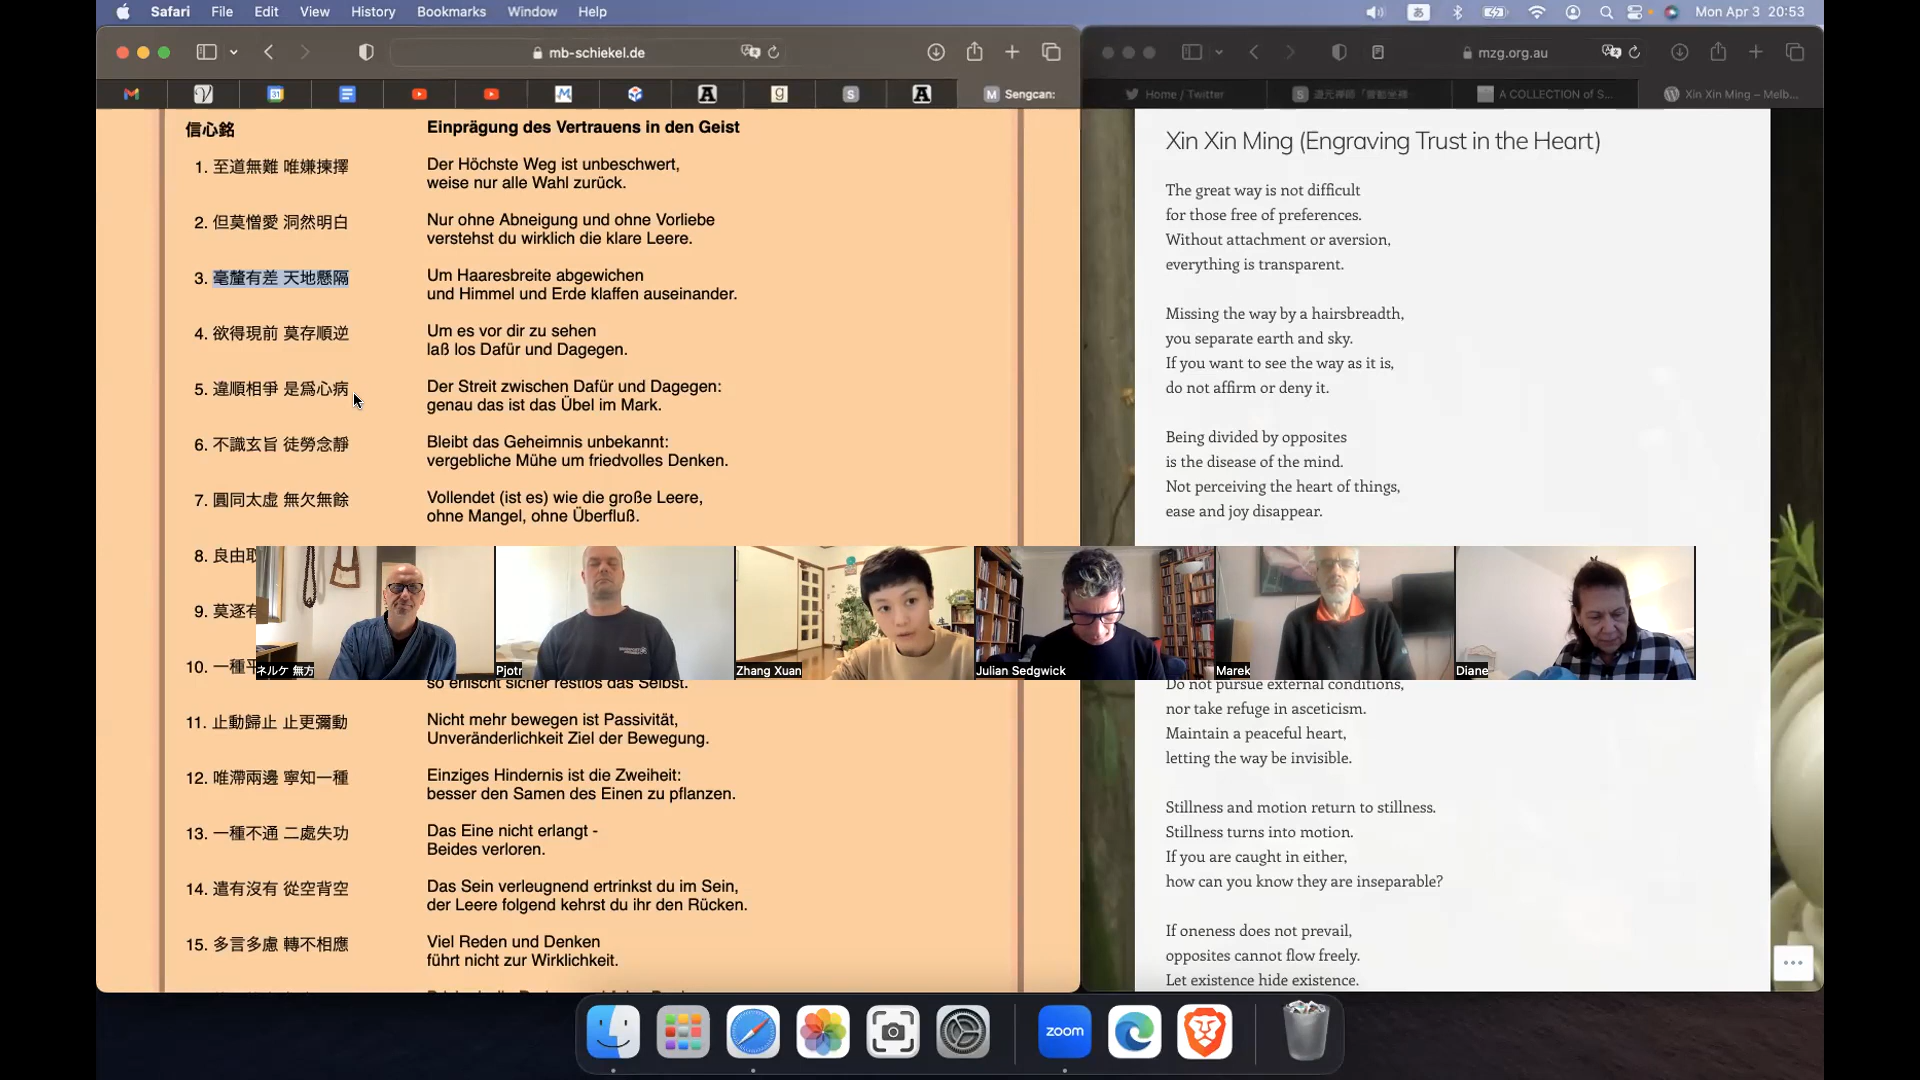 Safari File Edit View History Bookmarks Window Help
あ
Mon Apr 3 20:53
mb-schiekel.de
Sengcan:
信心銘
Einprägung des Vertrauens in den Geist
1. 至道無難 唯嫌揀擇
Der Höchste Weg ist unbeschwert,
weise nur alle Wahl zurück.
2. 但莫憎愛 洞然明白
Nur ohne Abneigung und ohne Vorliebe
verstehst du wirklich die klare Leere.
3. 毫釐有差 天地懸隔
Um Haaresbreite abgewichen
und Himmel und Erde klaffen auseinander.
4. 欲得現前 莫存順逆
Um es vor dir zu sehen
laß los Dafür und Dagegen.
5. 違順相爭 是爲心病
Der Streit zwischen Dafür und Dagegen:
genau das ist das Übel im Mark.
6. 不識玄旨 徒勞念靜
Bleibt das Geheimnis unbekannt:
vergebliche Mühe um friedvolles Denken.
7. 圓同太虛 無欠無餘
Vollendet (ist es) wie die große Leere,
ohne Mangel, ohne Überfluß.
8. 良由取
9. 莫逐有
10. 一種平
so erlischt sicher restlos das Selbst.
11. 止動歸止 止更彌動
Nicht mehr bewegen ist Passivität,
Unveränderlichkeit Ziel der Bewegung.
12. 唯滯兩邊 寧知一種
Einziges Hindernis ist die Zweiheit:
besser den Samen des Einen zu pflanzen.
13. 一種不通 二處失功
Das Eine nicht erlangt -
Beides verloren.
14. 遣有沒有 從空背空
Das Sein verleugnend ertrinkst du im Sein,
der Leere folgend kehrst du ihr den Rücken.
15. 多言多慮 轉不相應
Viel Reden und Denken
führt nicht zur Wirklichkeit.
mzg.org.au
Home / Twitter
道元禅師「普勧坐禅
A COLLECTION of S...
Xin Xin Ming – Melb...
Xin Xin Ming (Engraving Trust in the Heart)
The great way is not difficult
for those free of preferences.
Without attachment or aversion,
everything is transparent.
Missing the way by a hairsbreadth,
you separate earth and sky.
If you want to see the way as it is,
do not affirm or deny it.
Being divided by opposites
is the disease of the mind.
Not perceiving the heart of things,
ease and joy disappear.
Do not pursue external conditions,
nor take refuge in asceticism.
Maintain a peaceful heart,
letting the way be invisible.
Stillness and motion return to stillness.
Stillness turns into motion.
If you are caught in either,
how can you know they are inseparable?
If oneness does not prevail,
opposites cannot flow freely.
Let existence hide existence.
ネルケ 無方
Pjotr
Zhang Xuan
Julian Sedgwick
Marek
Diane
zoom